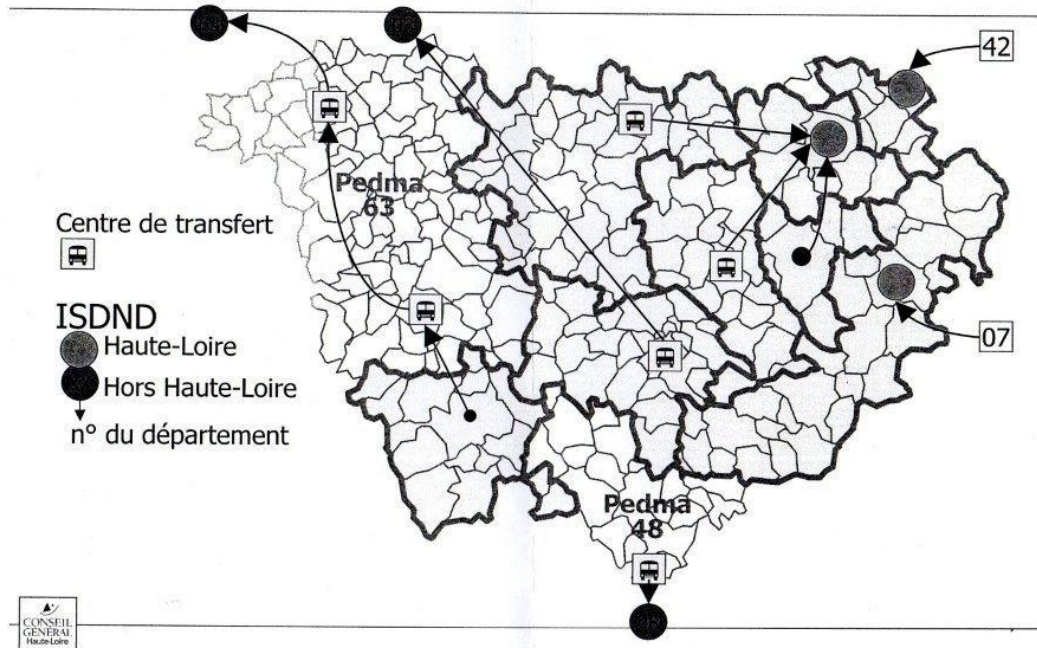 42
Pedma
63
Centre de transfert
ISDND
Haute-Loire
Hors Haute-Loire
n° du département
07
Pedma
48
CONSEIL
GÉNÉRAL
Haute-Loire